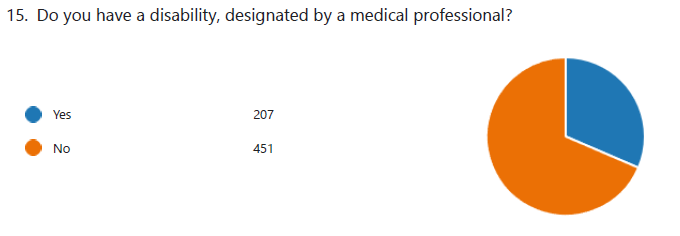 15. Do you have a disability, designated by a medical professional?
Yes 207
No 451